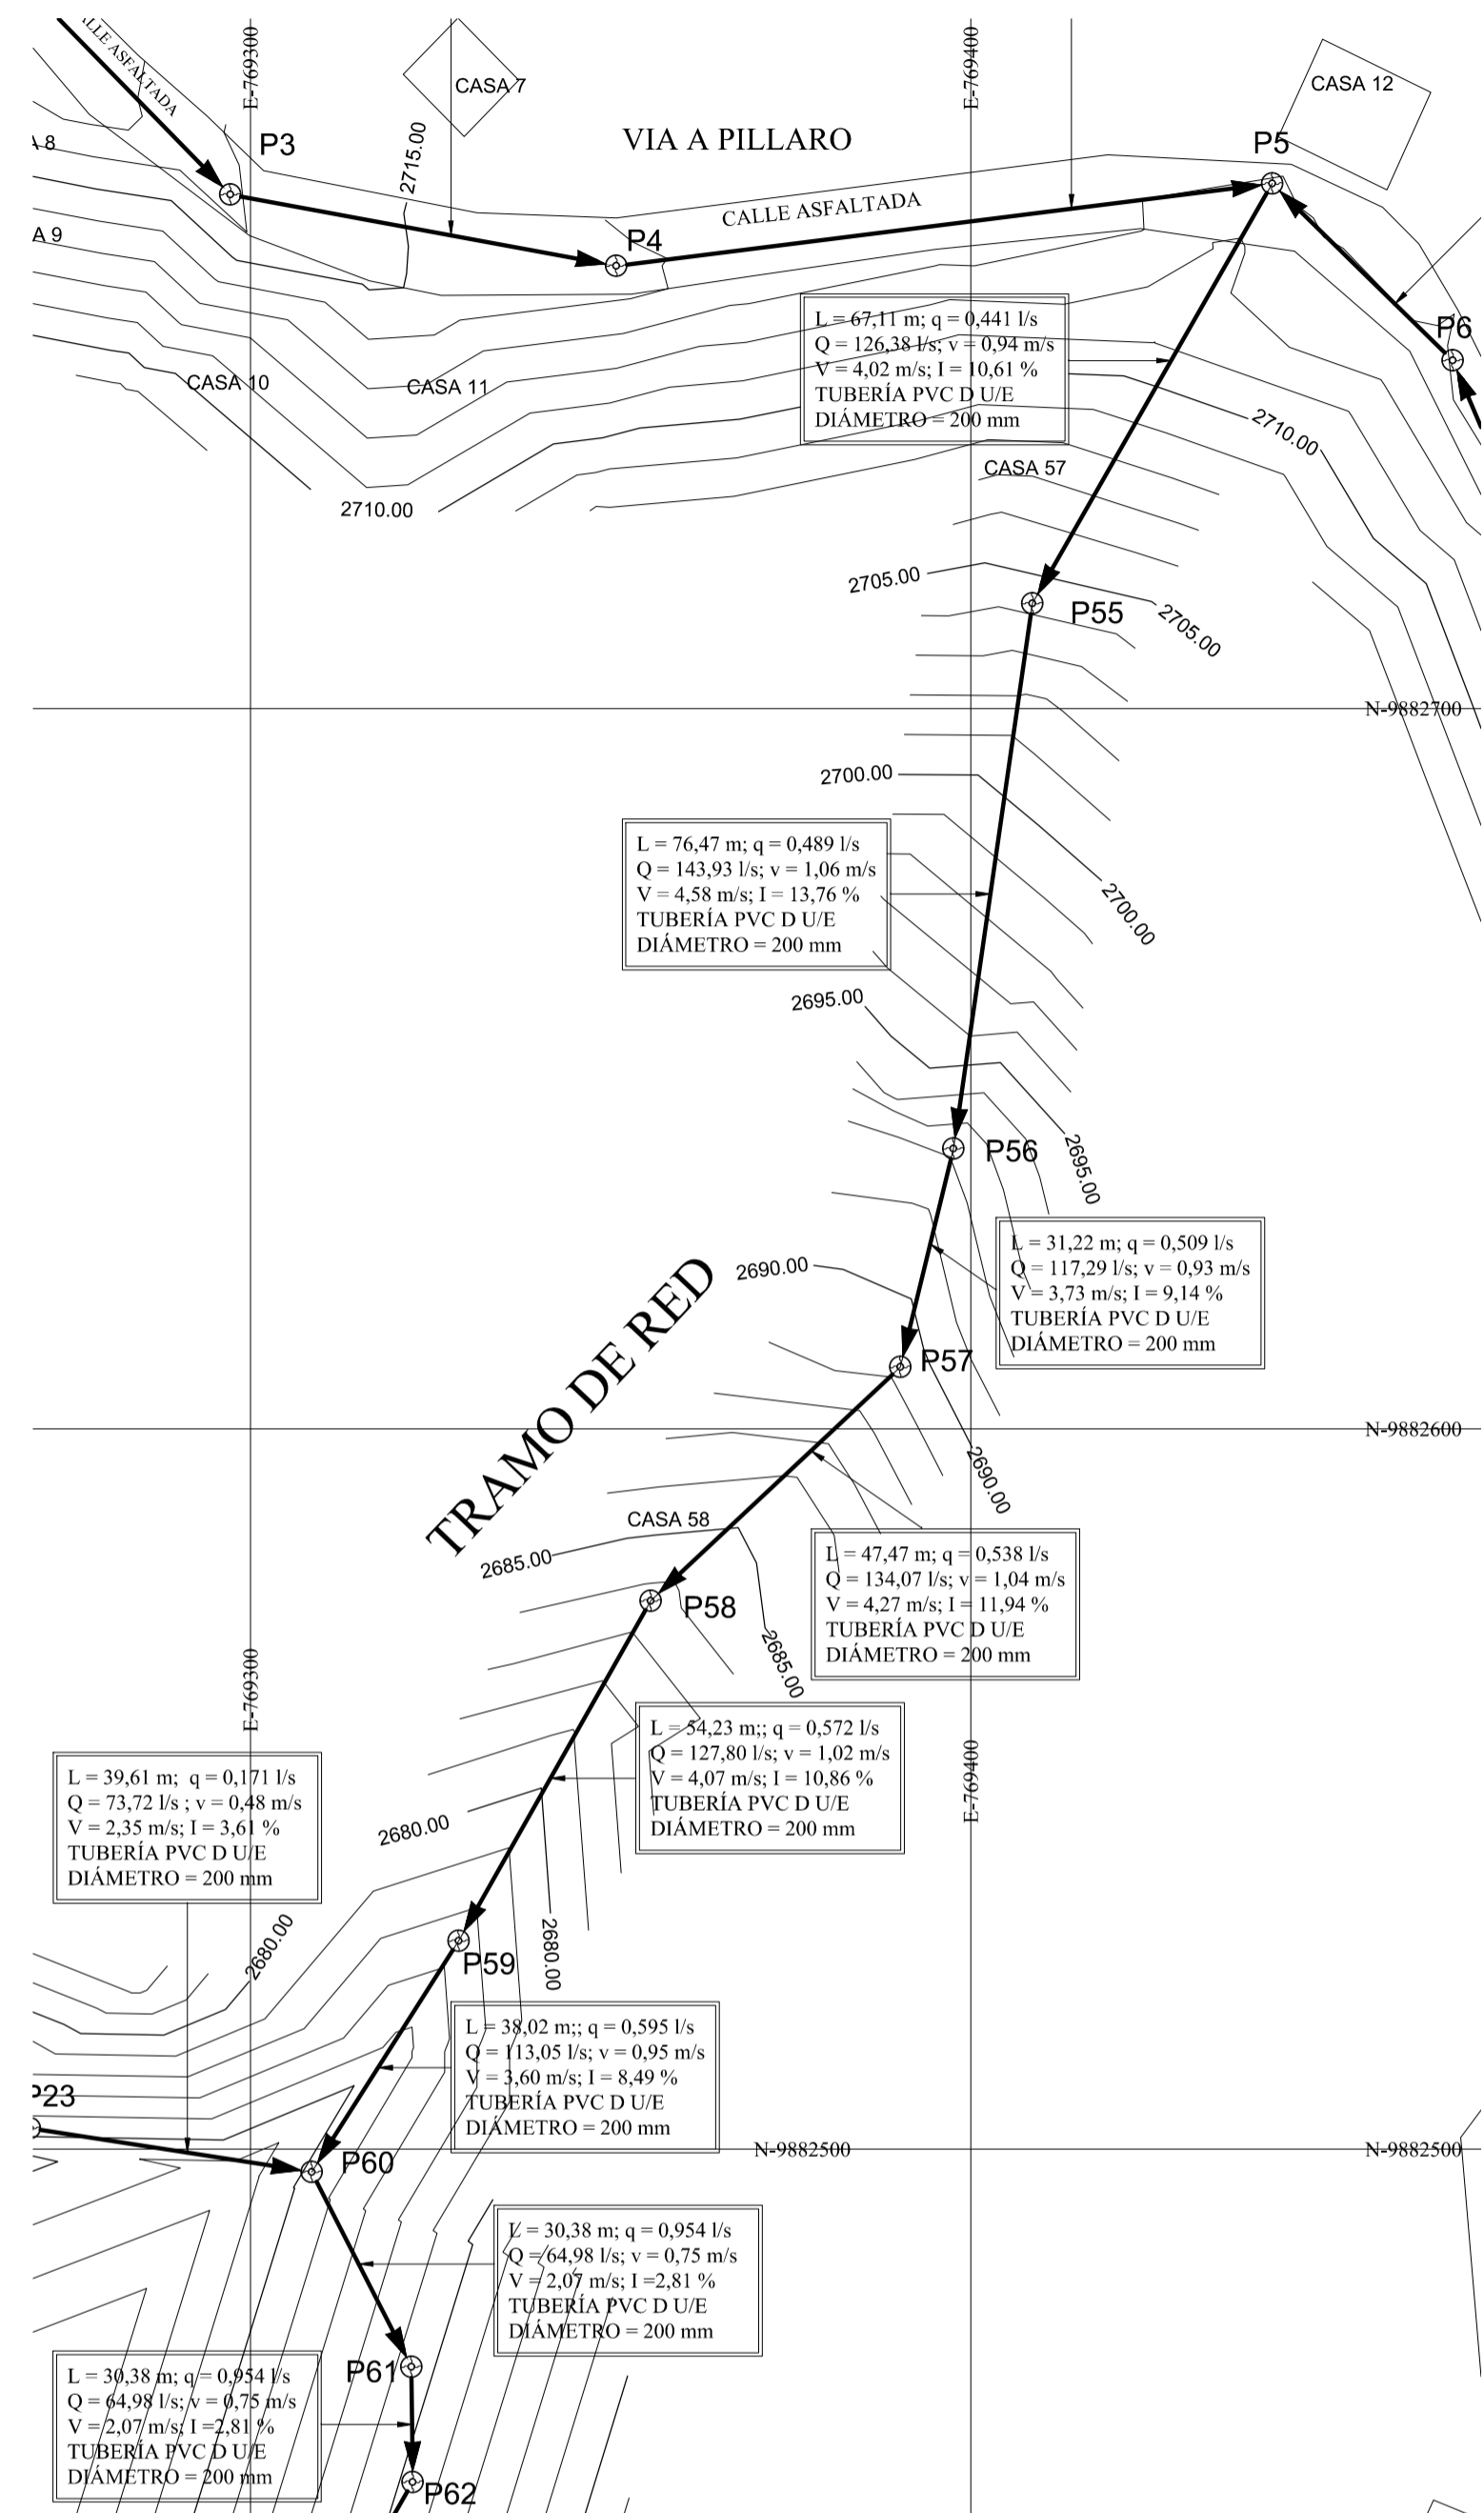 CALLE ASFALTADA
E-769300
CASA 7
E-769400
CASA 12
P3
2715.00
VIA A PILLARO
P5
A 8
A 9
P4
CALLE ASFALTADA
L = 67,11 m; q = 0,441 l/s
Q = 126,38 l/s; v = 0,94 m/s
V = 4,02 m/s; I = 10,61 %
TUBERÍA PVC D U/E
DIÁMETRO = 200 mm
P6
CASA 10
CASA 11
2710.00
2710.00
CASA 57
2705.00
P55
2705.00
N-9882700
2700.00
L = 76,47 m; q = 0,489 l/s
Q = 143,93 l/s; v = 1,06 m/s
V = 4,58 m/s; I = 13,76 %
TUBERÍA PVC D U/E
DIÁMETRO = 200 mm
2700.00
2695.00
P56
2695.00
L = 31,22 m; q = 0,509 l/s
Q = 117,29 l/s; v = 0,93 m/s
V = 3,73 m/s; I = 9,14 %
TUBERÍA PVC D U/E
DIÁMETRO = 200 mm
2690.00
TRAMO DE RED
P57
N-9882600
2690.00
CASA 58
2685.00
L = 47,47 m; q = 0,538 l/s
Q = 134,07 l/s; v = 1,04 m/s
V = 4,27 m/s; I = 11,94 %
TUBERÍA PVC D U/E
DIÁMETRO = 200 mm
P58
2685.00
E-769300
L = 54,23 m;; q = 0,572 l/s
Q = 127,80 l/s; v = 1,02 m/s
V = 4,07 m/s; I = 10,86 %
TUBERÍA PVC D U/E
DIÁMETRO = 200 mm
E-769400
L = 39,61 m; q = 0,171 l/s
Q = 73,72 l/s ; v = 0,48 m/s
V = 2,35 m/s; I = 3,61 %
TUBERÍA PVC D U/E
DIÁMETRO = 200 mm
2680.00
2680.00
2680.00
P59
L = 38,02 m;; q = 0,595 l/s
Q = 113,05 l/s; v = 0,95 m/s
V = 3,60 m/s; I = 8,49 %
TUBERÍA PVC D U/E
DIÁMETRO = 200 mm
P23
P60
N-9882500
N-9882500
L = 30,38 m; q = 0,954 l/s
Q = 64,98 l/s; v = 0,75 m/s
V = 2,07 m/s; I =2,81 %
TUBERÍA PVC D U/E
DIÁMETRO = 200 mm
P61
L = 30,38 m; q = 0,954 l/s
Q = 64,98 l/s; v = 0,75 m/s
V = 2,07 m/s; I =2,81 %
TUBERÍA PVC D U/E
DIÁMETRO = 200 mm
P62